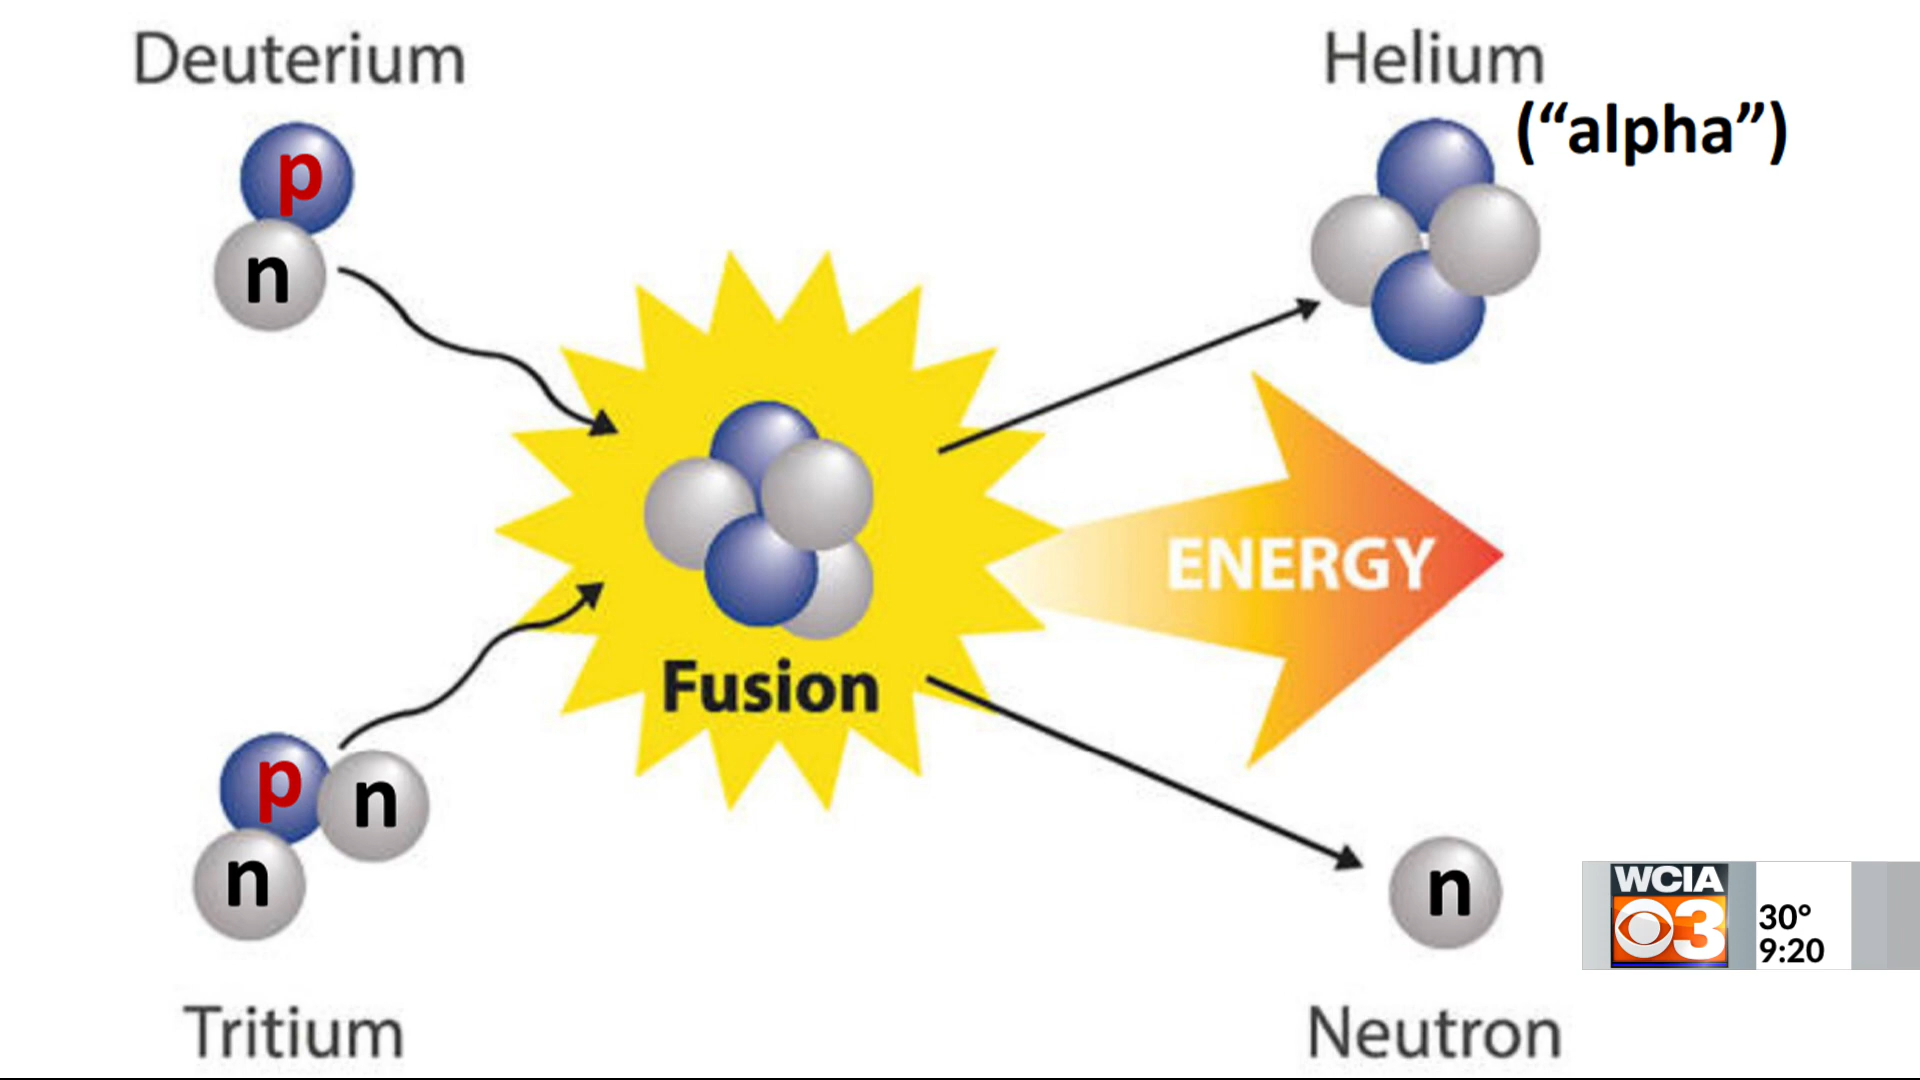 Deuterium
Helium
(“alpha”)
p
n
ENERGY
Fusion
p
n
n
n
WCIA
3
30°
9:20
Tritium
Neutron